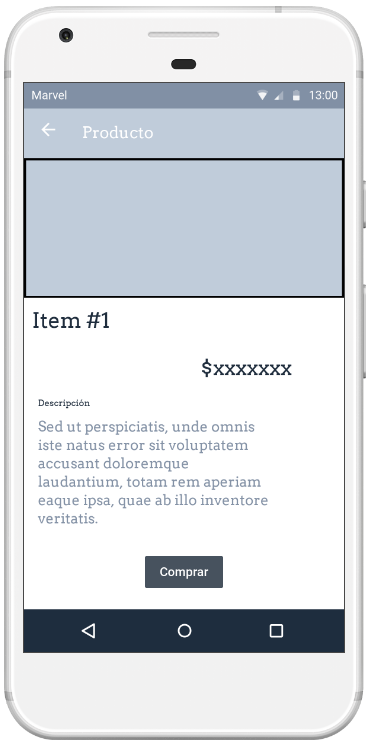 Marvel 13:00
Producto
Item #1
$xxxxxxx
Descripción
Sed ut perspiciatis, unde omnis
iste natus error sit voluptatem
accusant doloremque
laudantium, totam rem aperiam
eaque ipsa, quae ab illo inventore
veritatis.
Comprar